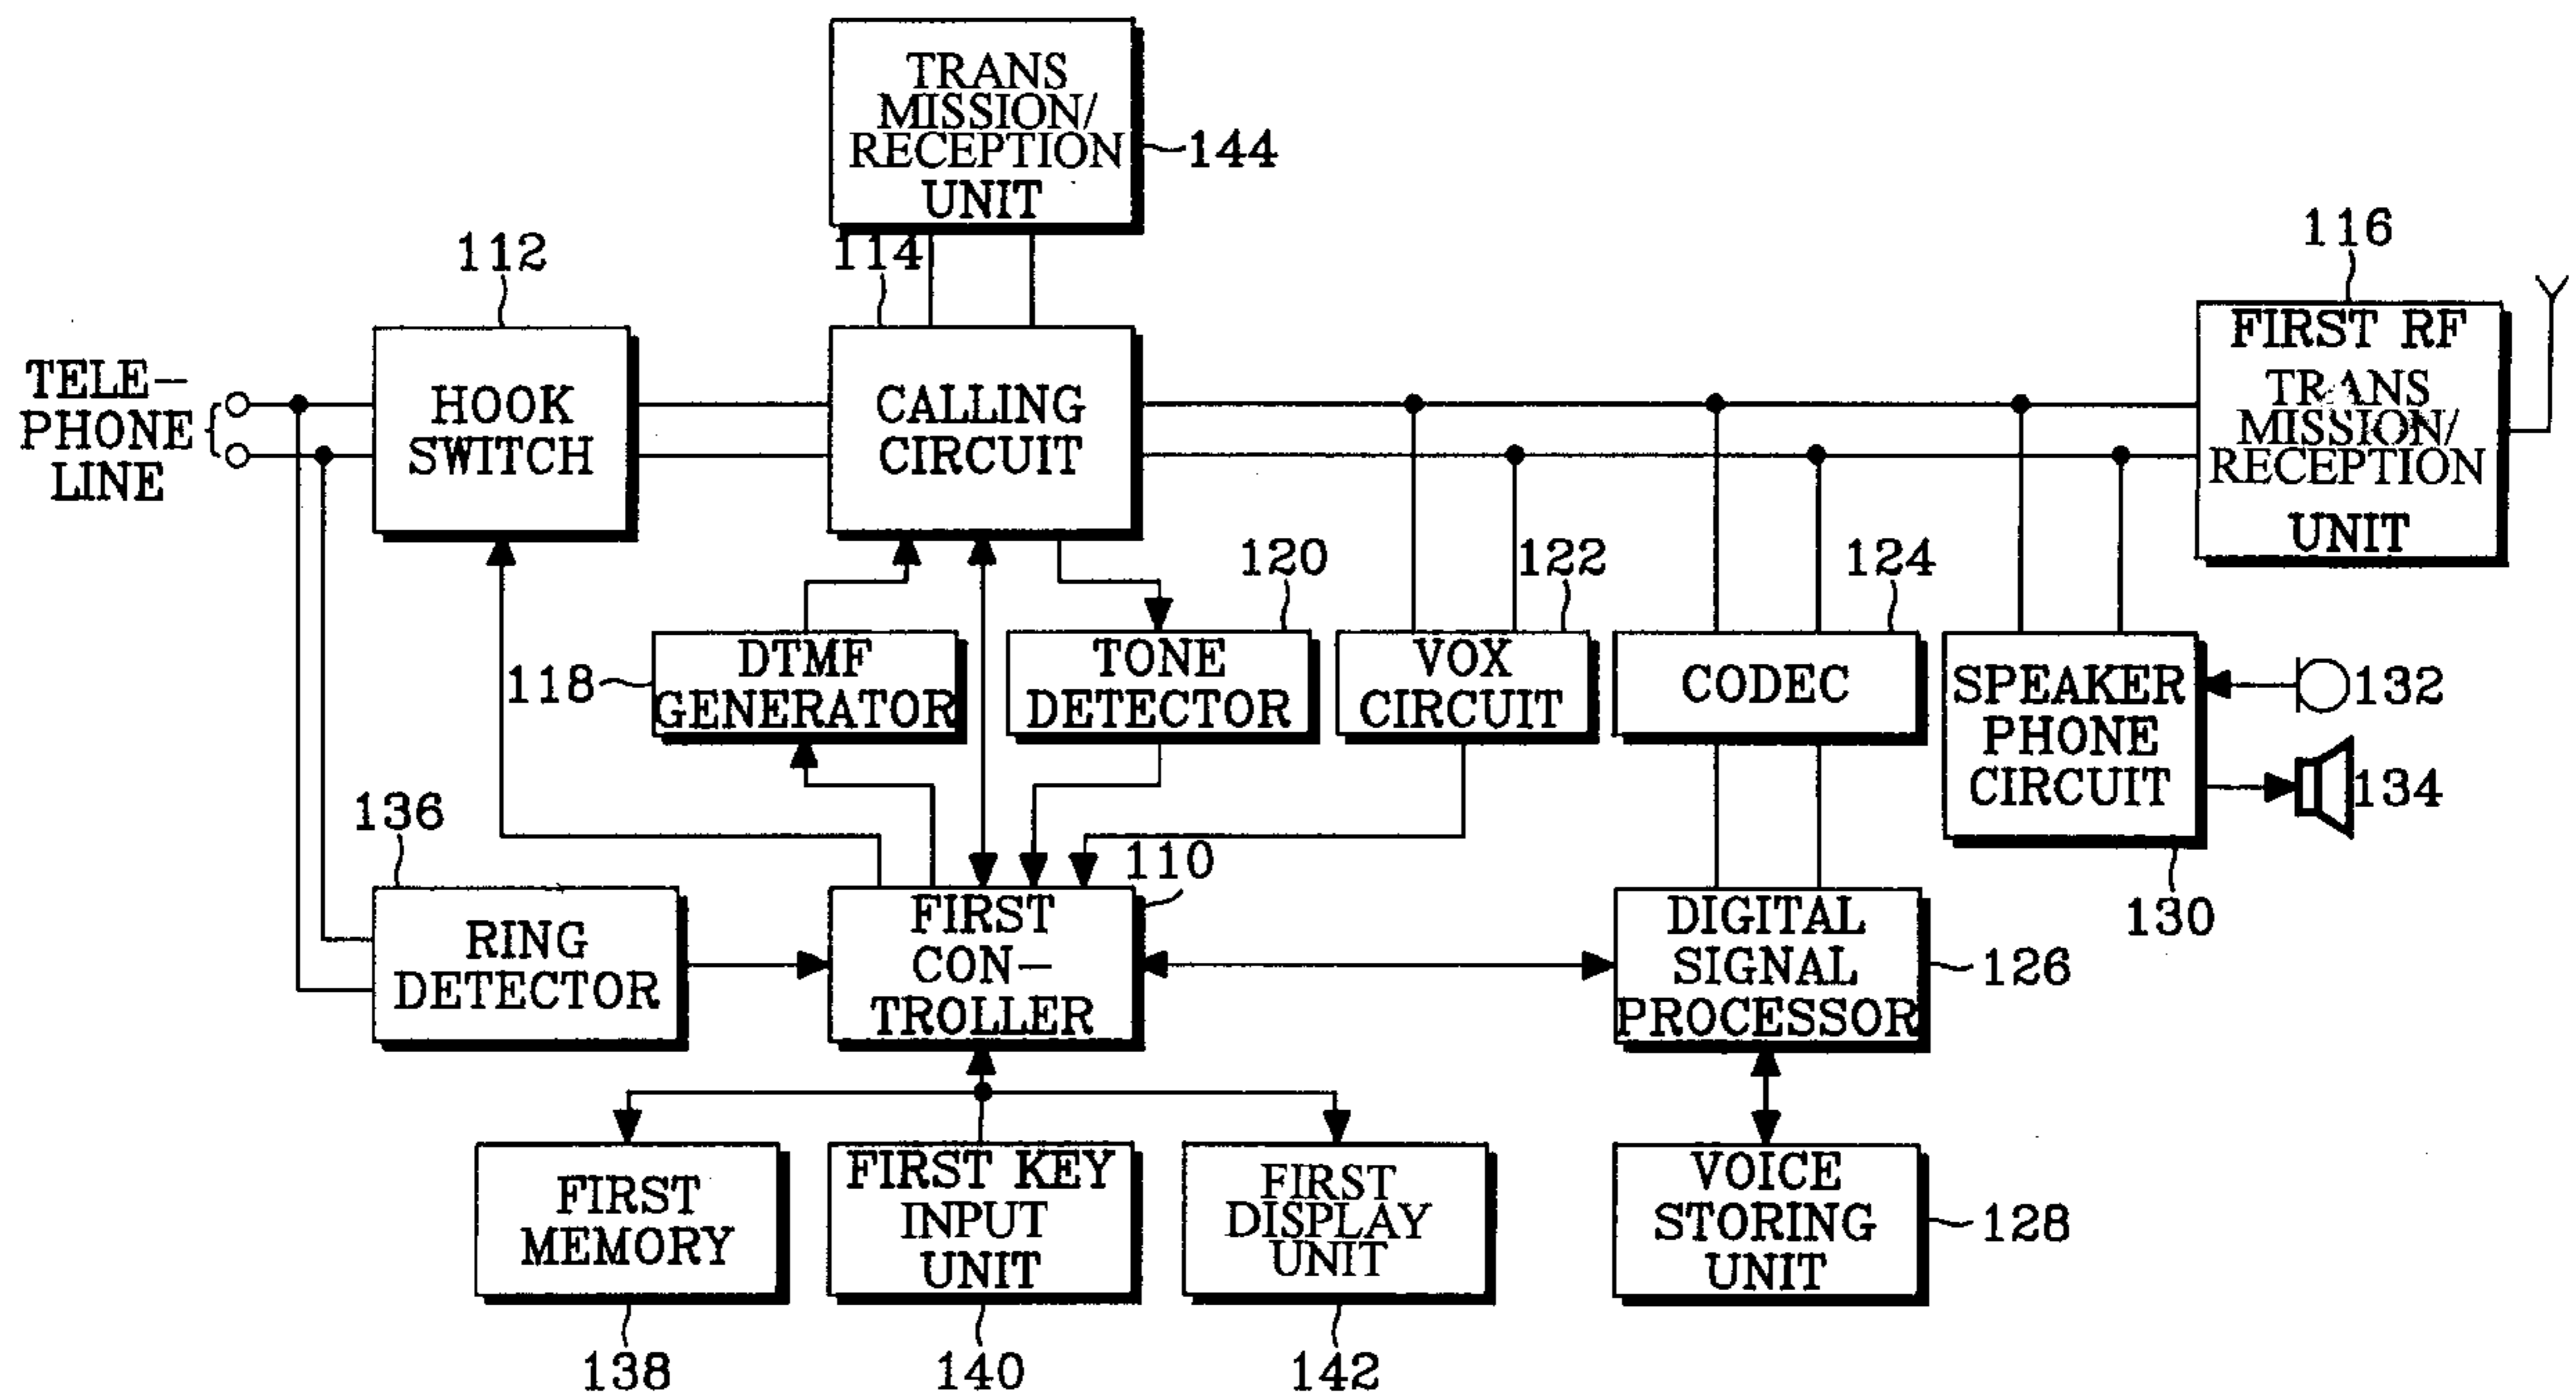 TRANS
MISSION/
RECEPTION
UNIT
144
112
114
116
TELE-
PHONE
LINE
HOOK
SWITCH
CALLING
CIRCUIT
FIRST RF
TRANS
MISSION/
RECEPTION
UNIT
120
122
124
118
DTMF
GENERATOR
TONE
DETECTOR
VOX
CIRCUIT
CODEC
SPEAKER
PHONE
CIRCUIT
132
134
136
110
130
RING
DETECTOR
FIRST
CON-
TROLLER
DIGITAL
SIGNAL
PROCESSOR
126
FIRST
MEMORY
FIRST KEY
INPUT
UNIT
FIRST
DISPLAY
UNIT
VOICE
STORING
UNIT
128
138
140
142